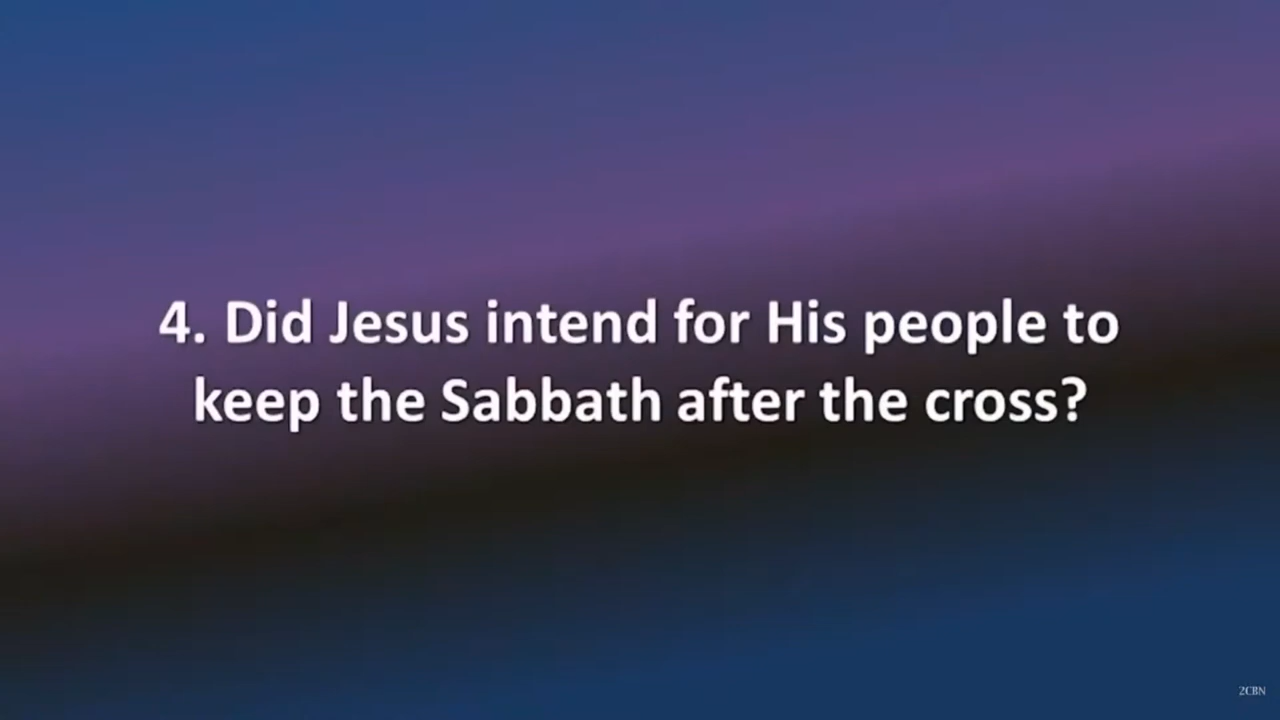 4. Did Jesus intend for His people to
keep the Sabbath after the cross?
2CBN